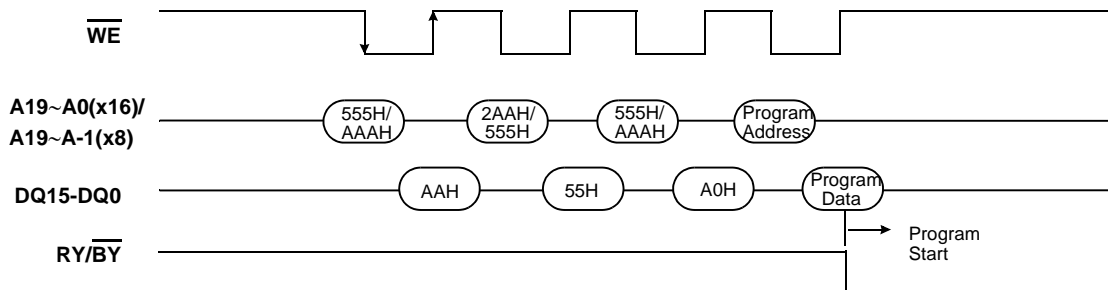 WE
A19~A0(x16)/
A19~A-1(x8)
555H/
AAAH
2AAH/
555H
555H/
AAAH
Program
Address
DQ15-DQ0
AAH
55H
A0H
Program
Data
RY/BY
Program
Start